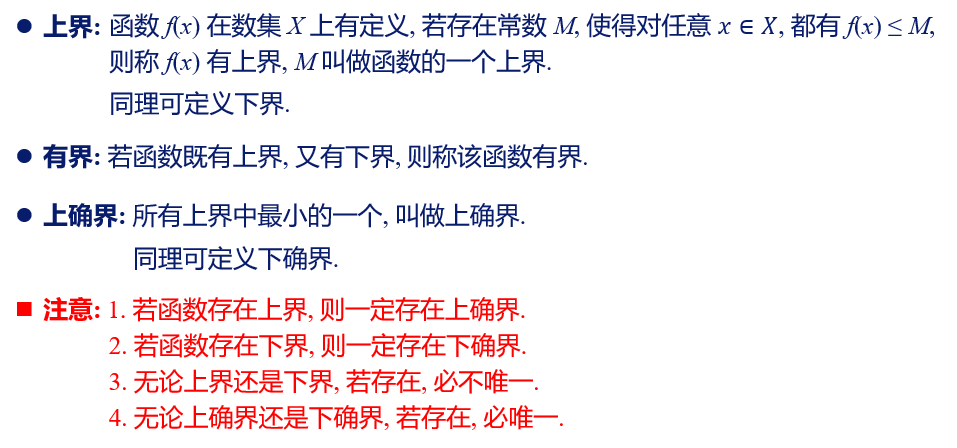 ● 上界: 函数 f(x) 在数集 X 上有定义, 若存在常数 M, 使得对任意 x ∈ X, 都有 f(x) ≤ M,
则称 f(x) 有上界, M 叫做函数的一个上界.
同理可定义下界.
● 有界: 若函数既有上界, 又有下界, 则称该函数有界.
● 上确界: 所有上界中最小的一个, 叫做上确界.
同理可定义下确界.
■ 注意: 1. 若函数存在上界, 则一定存在上确界.
2. 若函数存在下界, 则一定存在下确界.
3. 无论上界还是下界, 若存在, 必不唯一.
4. 无论上确界还是下确界, 若存在, 必唯一.